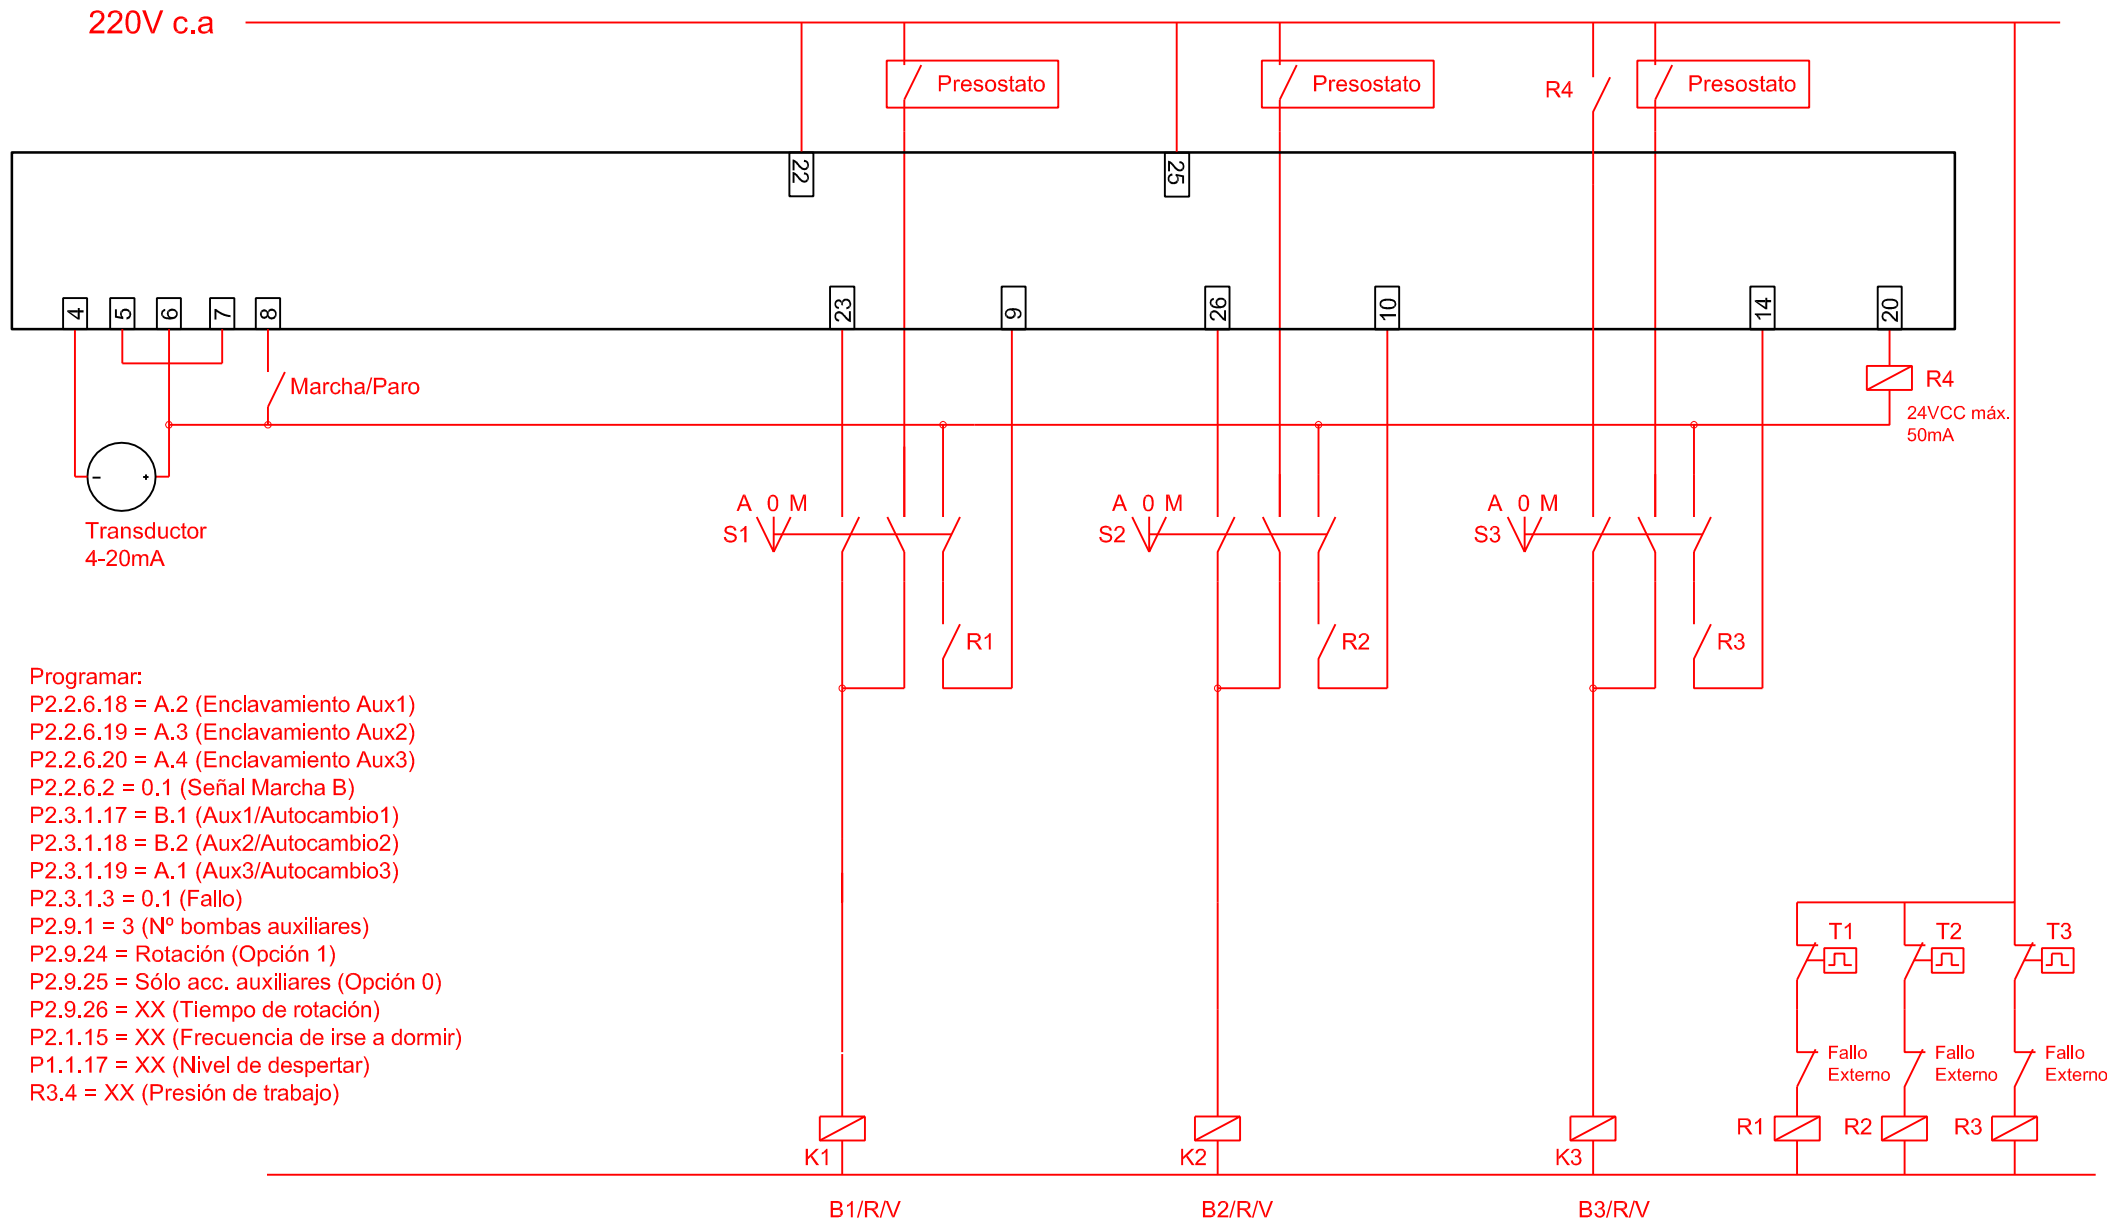 220V c.a
Presostato
Presostato
R4
Presostato
22
25
4
5
6
7
8
23
9
26
10
14
20
Marcha/Paro
R4
24VCC máx.
50mA
- +
Transductor
4-20mA
A 0 M
S1
A 0 M
S2
A 0 M
S3
R1
R2
R3
Programar:
P2.2.6.18 = A.2 (Enclavamiento Aux1)
P2.2.6.19 = A.3 (Enclavamiento Aux2)
P2.2.6.20 = A.4 (Enclavamiento Aux3)
P2.2.6.2 = 0.1 (Señal Marcha B)
P2.3.1.17 = B.1 (Aux1/Autocambio1)
P2.3.1.18 = B.2 (Aux2/Autocambio2)
P2.3.1.19 = A.1 (Aux3/Autocambio3)
P2.3.1.3 = 0.1 (Fallo)
P2.9.1 = 3 (Nº bombas auxiliares)
P2.9.24 = Rotación (Opción 1)
P2.9.25 = Sólo acc. auxiliares (Opción 0)
P2.9.26 = XX (Tiempo de rotación)
P2.1.15 = XX (Frecuencia de irse a dormir)
P1.1.17 = XX (Nivel de despertar)
R3.4 = XX (Presión de trabajo)
T1
T2
T3
Fallo
Externo
Fallo
Externo
Fallo
Externo
R1
R2
R3
K1
K2
K3
B1/R/V
B2/R/V
B3/R/V